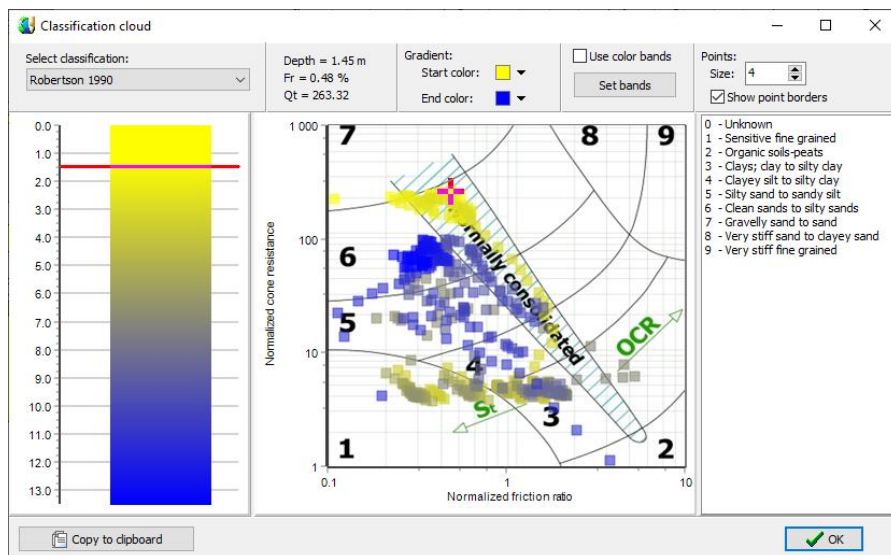 Classification cloud
Select classification:
Robertson 1990
Depth = 1.45 m
Fr = 0.48 %
Qt = 263.32
Gradient:
Start color:
End color:
Use color bands
Set bands
Points:
Size: 4
Show point borders
0.0
1.0
2.0
3.0
4.0
5.0
6.0
7.0
8.0
9.0
10.0
11.0
12.0
13.0
Normalized cone resistance
1 000
100
10
1
7
8
9
6
5
4
3
1
2
Normally consolidated
OCR
St
0.1
1
10
Normalized friction ratio
0 - Unknown
1 - Sensitive fine grained
2 - Organic soils-peats
3 - Clays; clay to silty clay
4 - Clayey silt to silty clay
5 - Silty sand to sandy silt
6 - Clean sands to silty sands
7 - Gravelly sand to sand
8 - Very stiff sand to clayey sand
9 - Very stiff fine grained
Copy to clipboard
OK